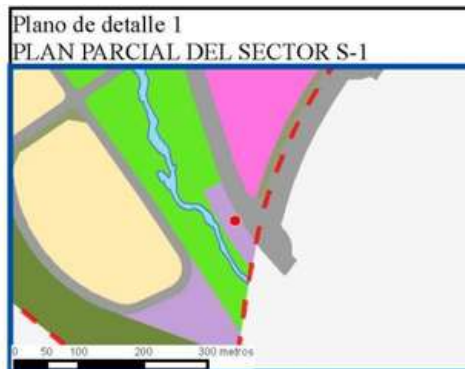 Plano de detalle 1
PLAN PARCIAL DEL SECTOR S-1
0 50 100 200 300 metros